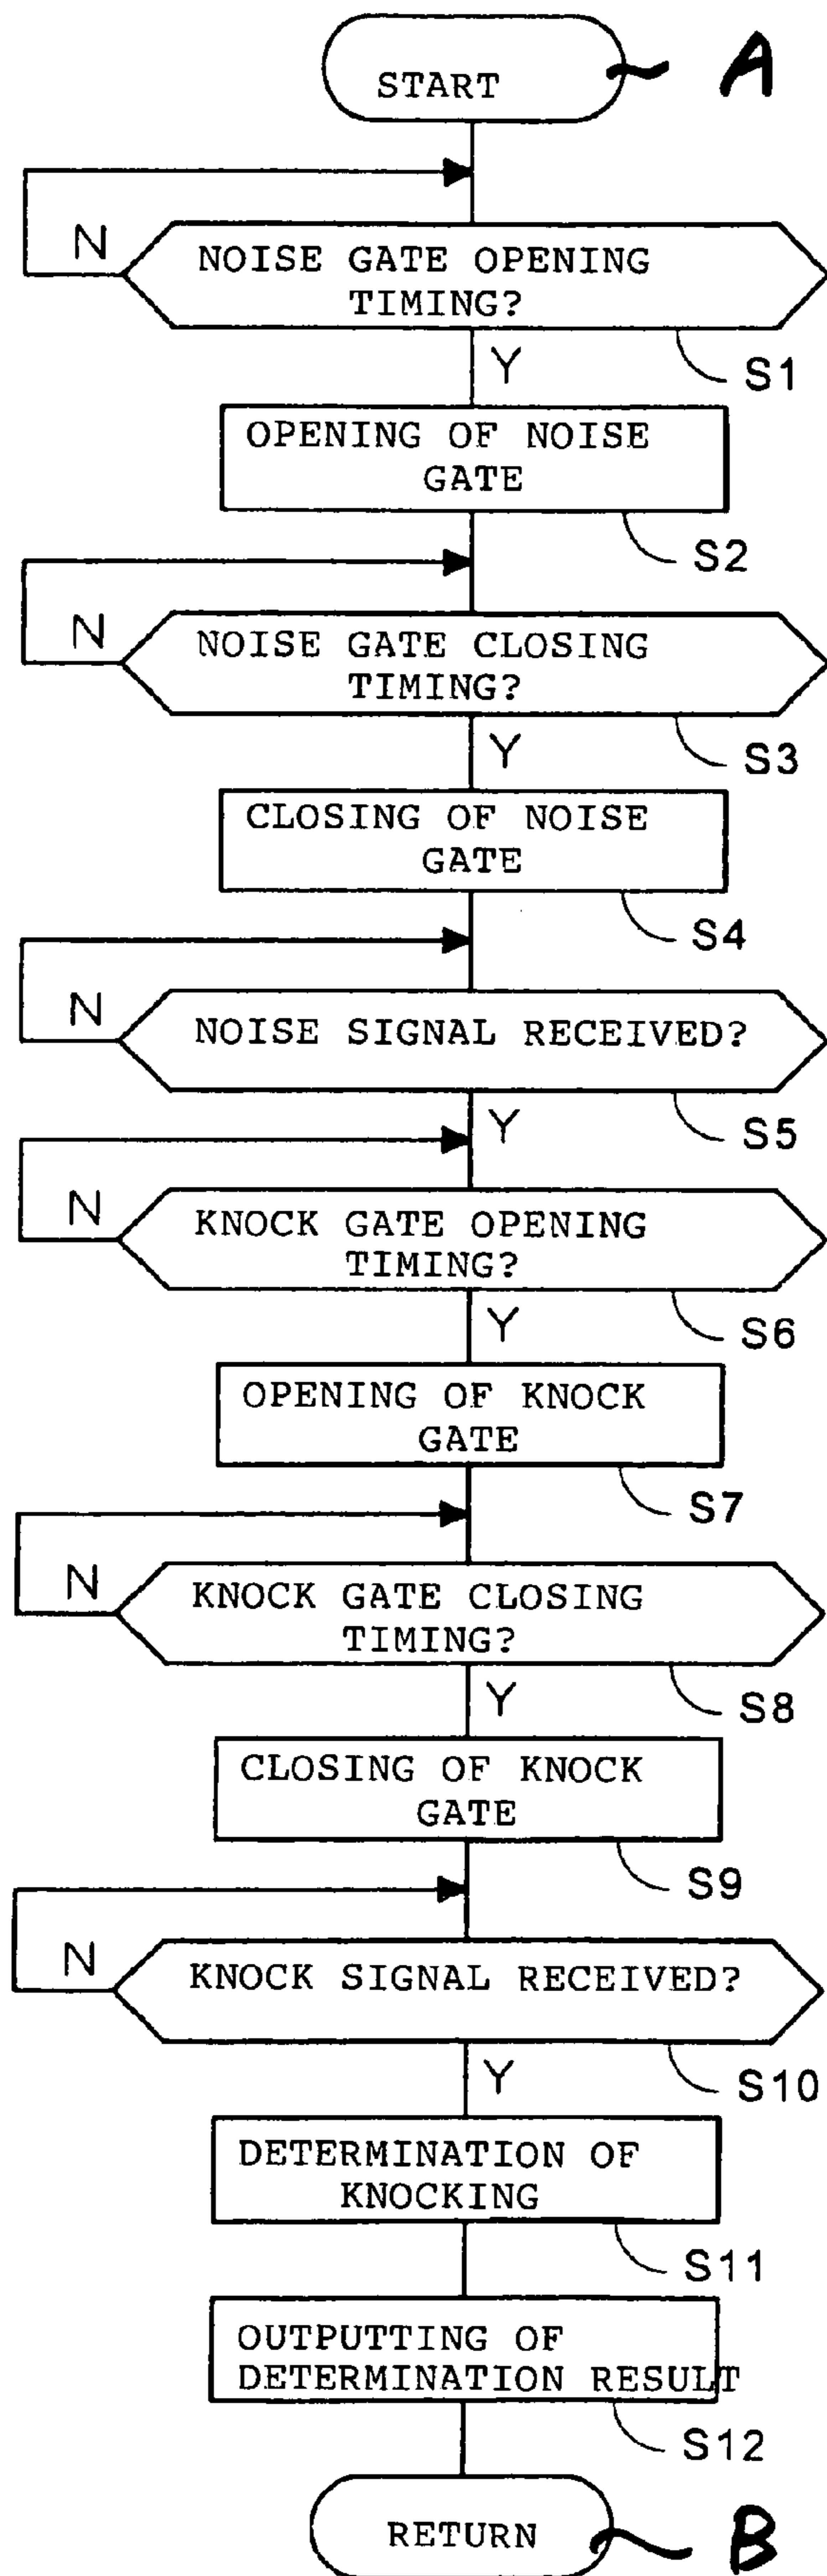 START
A
N
NOISE GATE OPENING
TIMING?
Y
S1
OPENING OF NOISE
GATE
S2
N
NOISE GATE CLOSING
TIMING?
Y
S3
CLOSING OF NOISE
GATE
S4
N
NOISE SIGNAL RECEIVED?
Y
S5
N
KNOCK GATE OPENING
TIMING?
Y
S6
OPENING OF KNOCK
GATE
S7
N
KNOCK GATE CLOSING
TIMING?
Y
S8
CLOSING OF KNOCK
GATE
S9
N
KNOCK SIGNAL RECEIVED?
Y
S10
DETERMINATION OF
KNOCKING
S11
OUTPUTTING OF
DETERMINATION RESULT
S12
RETURN
B